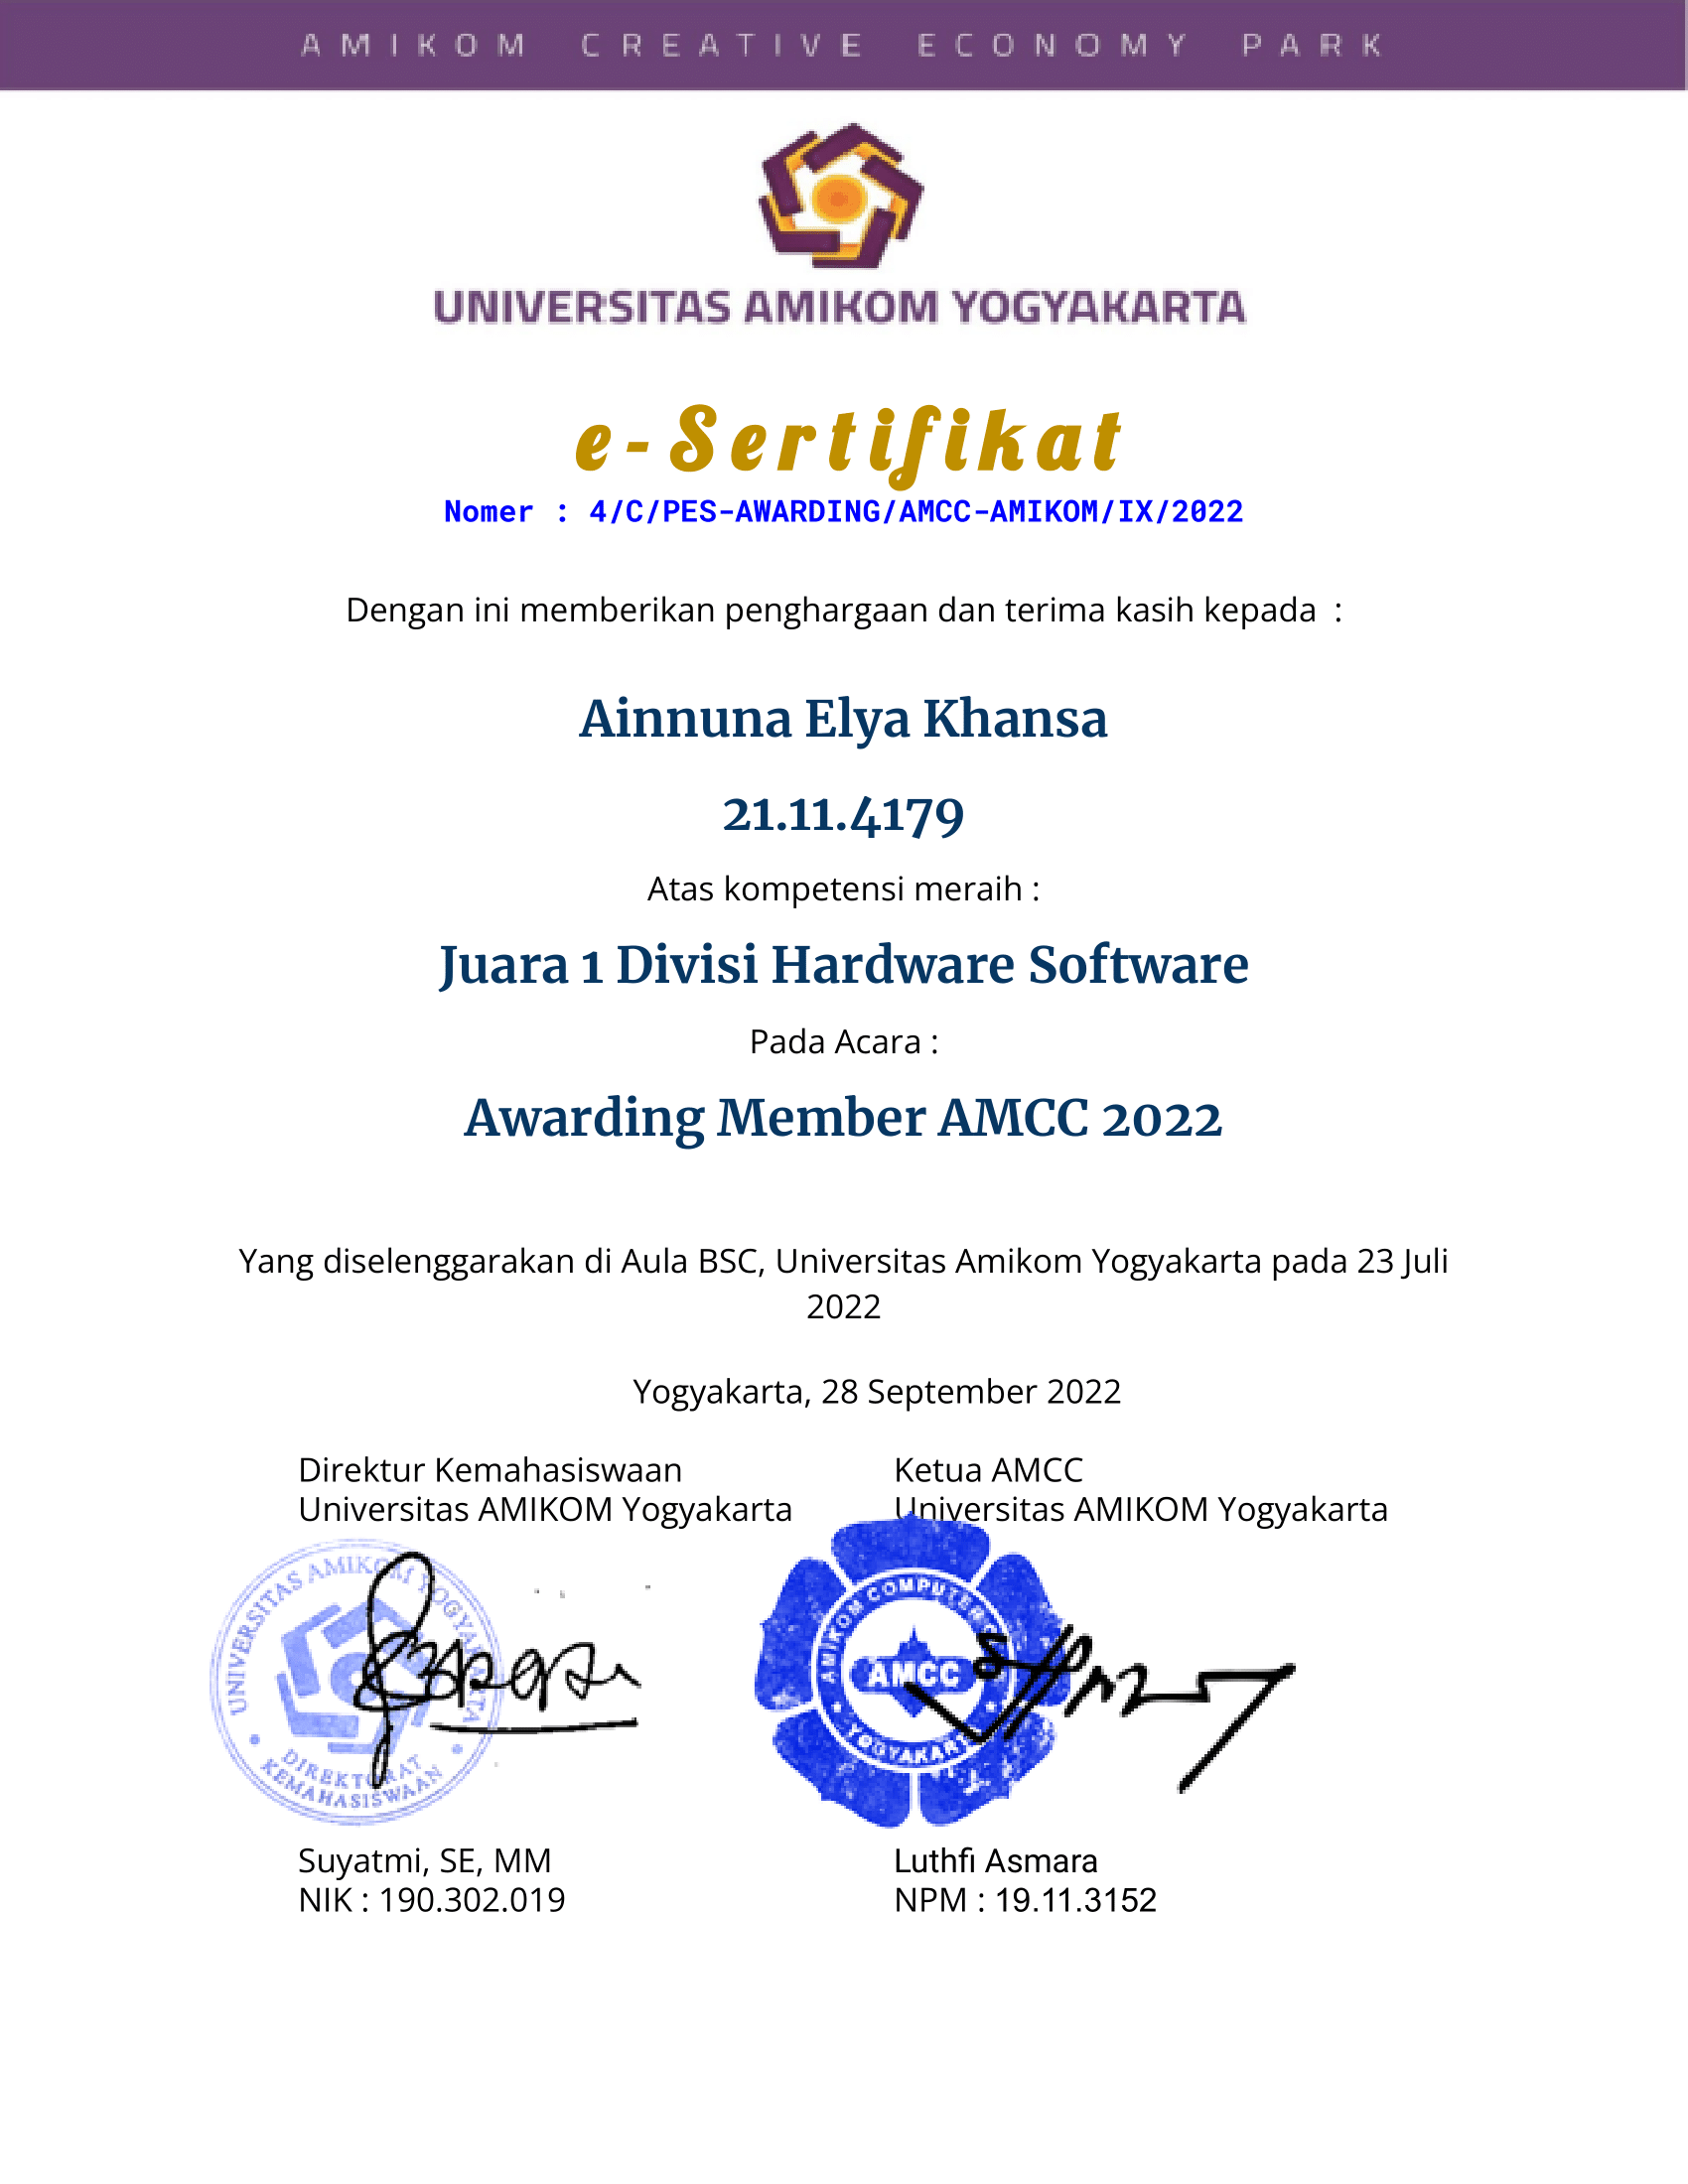 AMIKOM CREATIVE ECONOMY PARK
UNIVERSITAS AMIKOM YOGYAKARTA
e-Sertifikat
Nomer : 4/C/PES-AWARDING/AMCC-AMIKOM/IX/2022
Dengan ini memberikan penghargaan dan terima kasih kepada :
Ainnuna Elya Khansa
21.11.4179
Atas kompetensi meraih :
Juara 1 Divisi Hardware Software
Pada Acara :
Awarding Member AMCC 2022
Yang diselenggarakan di Aula BSC, Universitas Amikom Yogyakarta pada 23 Juli
2022
Yogyakarta, 28 September 2022
Direktur Kemahasiswaan
Universitas AMIKOM Yogyakarta
UNIVERSITAS AMIKOM YOGYAKARTA
DIREKTORAT
KEMAHASISWAAN
Suyatmi, SE, MM
NIK : 190.302.019
Ketua AMCC
Universitas AMIKOM Yogyakarta
AMIKOM COMPUTER
AMCC
YOGYAKARTA
Luthfi Asmara
NPM : 19.11.3152